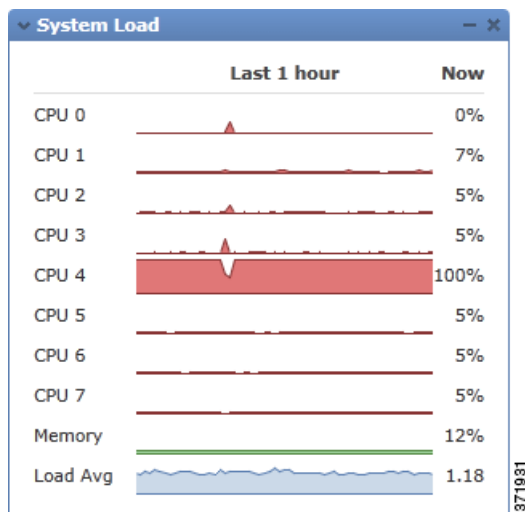 System Load
Last 1 hour Now
CPU 0 0%
CPU 1 7%
CPU 2 5%
CPU 3 5%
CPU 4 100%
CPU 5 5%
CPU 6 5%
CPU 7 5%
Memory 12%
Load Avg 1.18
371931